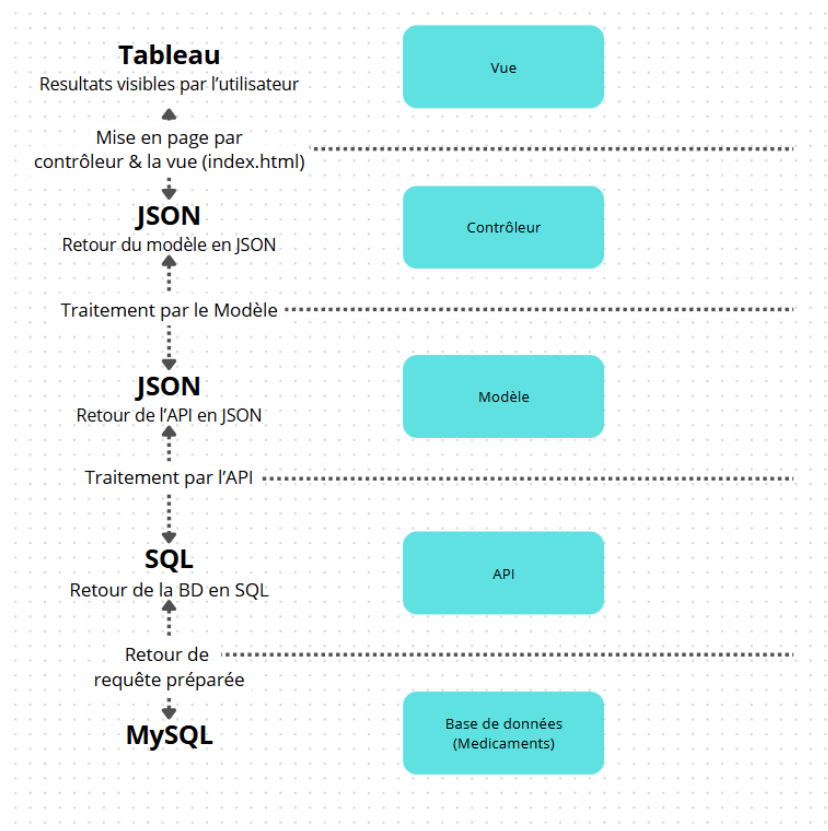 Tableau
Resultats visibles par l'utilisateur
Vue
Mise en page par
contrôleur & la vue (index.html)
JSON
Retour du modèle en JSON
Contrôleur
Traitement par le Modèle
JSON
Retour de l'API en JSON
Modèle
Traitement par l'API
SQL
Retour de la BD en SQL
API
Retour de
requête préparée
MySQL
Base de données
(Medicaments)